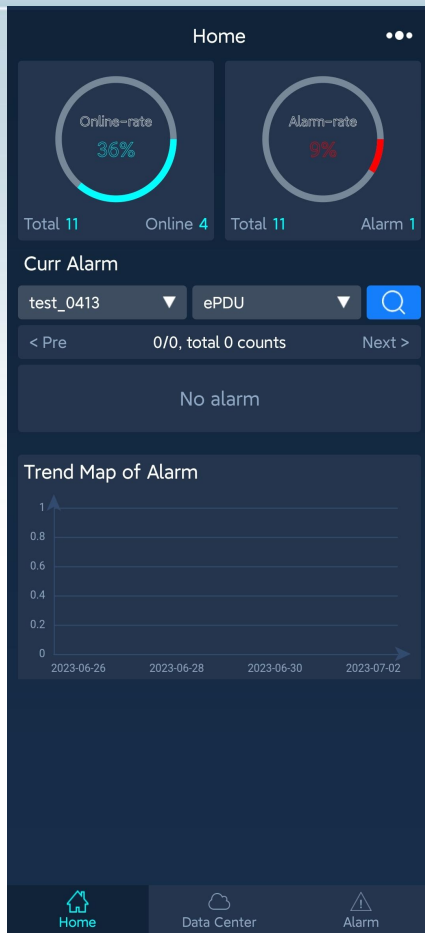 Home
Online-rate
36%
Total 11 Online 4
Alarm-rate
9%
Total 11 Alarm 1
Curr Alarm
test_0413 ePDU
< Pre 0/0, total 0 counts Next >
No alarm
Trend Map of Alarm
1
0.8
0.6
0.4
0.2
0
2023-06-26 2023-06-28 2023-06-30 2023-07-02
Home Data Center Alarm